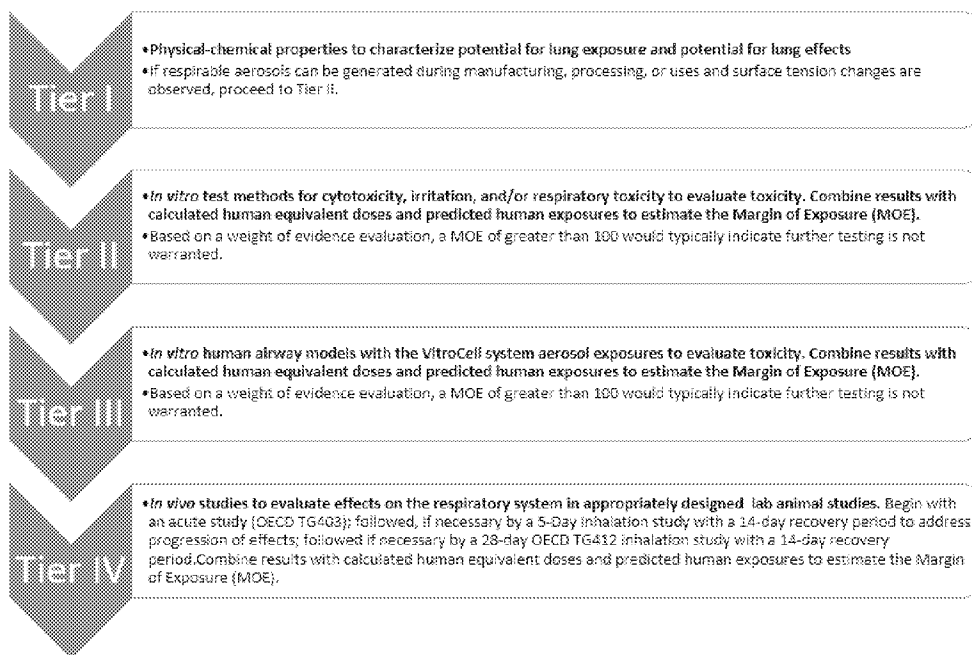 Tier I
•Physical-chemical properties to characterize potential for lung exposure and potential for lung effects
•If respirable aerosols can be generated during manufacturing, processing, or uses and surface tension changes are
observed, proceed to Tier II.
Tier II
•In vitro test methods for cytotoxicity, irritation, and/or respiratory toxicity to evaluate toxicity. Combine results with
calculated human equivalent doses and predicted human exposures to estimate the Margin of Exposure (MOE).
•Based on a weight of evidence evaluation, a MOE of greater than 100 would typically indicate further testing is not
warranted.
Tier III
•In vitro human airway models with the VitroCell system aerosol exposures to evaluate toxicity. Combine results with
calculated human equivalent doses and predicted human exposures to estimate the Margin of Exposure (MOE).
•Based on a weight of evidence evaluation, a MOE of greater than 100 would typically indicate further testing is not
warranted.
Tier IV
•In vivo studies to evaluate effects on the respiratory system in appropriately designed lab animal studies. Begin with
an acute study (OECD TG403); followed, if necessary by a 5-Day inhalation study with a 14-day recovery period to address
progression of effects; followed if necessary by a 28-day OECD TG412 inhalation study with a 14-day recovery
period.Combine results with calculated human equivalent doses and predicted human exposures to estimate the Margin
of Exposure (MOE).